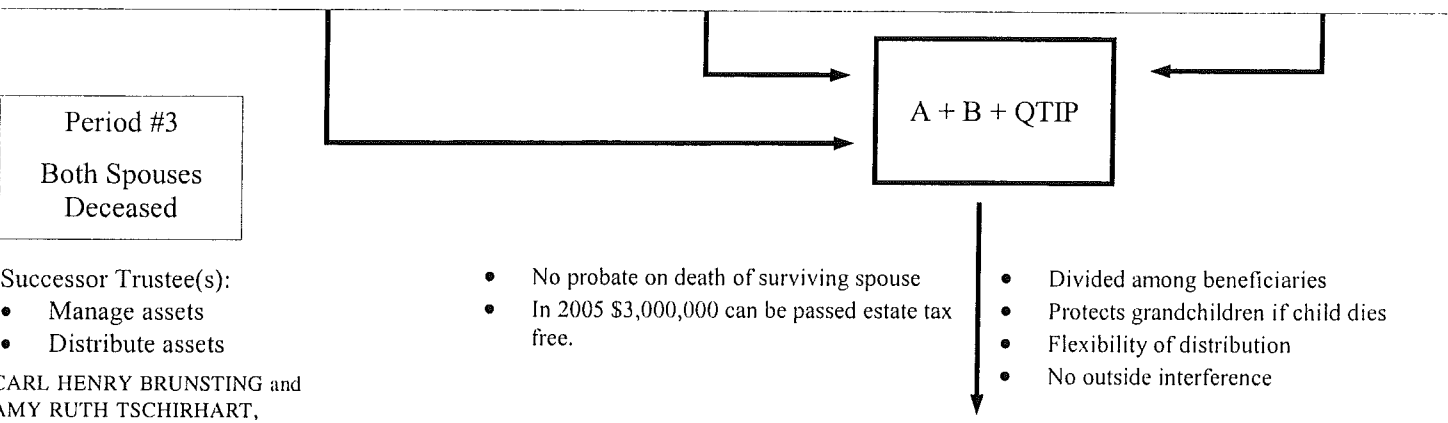 A + B + QTIP
Period #3
Both Spouses
Deceased
Successor Trustee(s):
• Manage assets
• Distribute assets
CARL HENRY BRUNSTING and
AMY RUTH TSCHIRHART,
• No probate on death of surviving spouse
• In 2005 $3,000,000 can be passed estate tax
free.
• Divided among beneficiaries
• Protects grandchildren if child dies
• Flexibility of distribution
• No outside interference